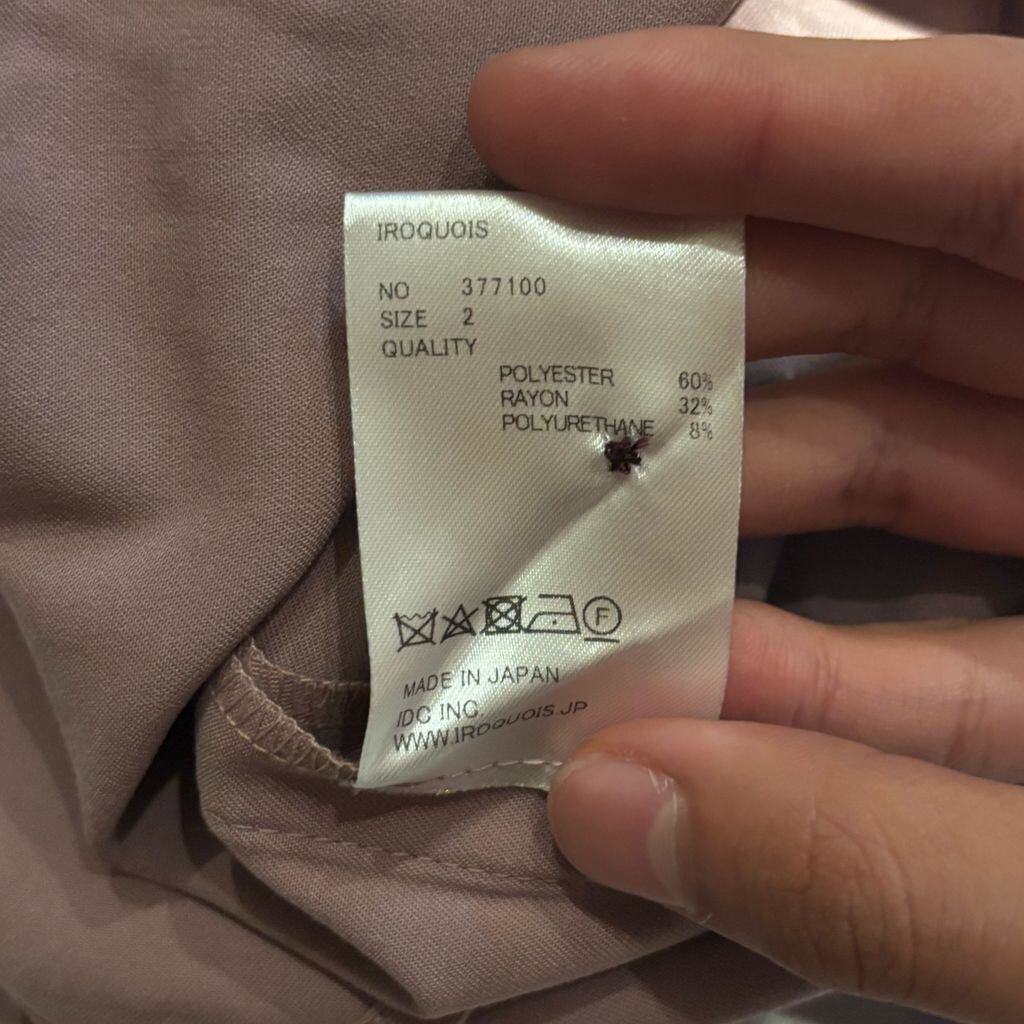 IROQUOIS
NO 377100
SIZE 2
QUALITY
POLYESTER 60%
RAYON 32%
POLYURETHANE 8%
F
MADE IN JAPAN
IDC INC.
WWW.IROQUOIS.JP